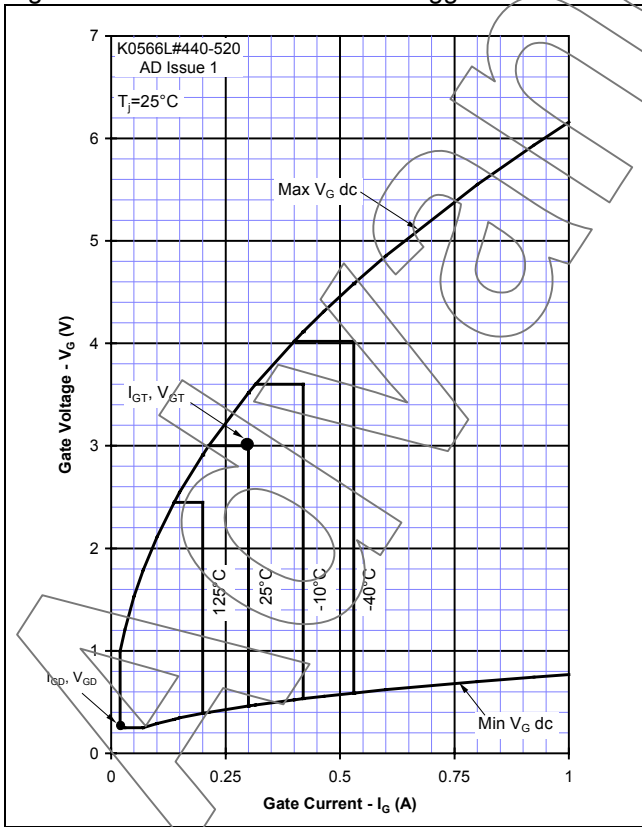 7
K0566L#440-520
AD Issue 1
Tj=25°C
6
Max VG dc
5
Gate Voltage - VG (V)
4
IGT, VGT
3
2
125°C
25°C
-10°C
-40°C
1
IGD, VGD
Min VG dc
0
0
0.25
0.5
0.75
1
Gate Current - IG (A)